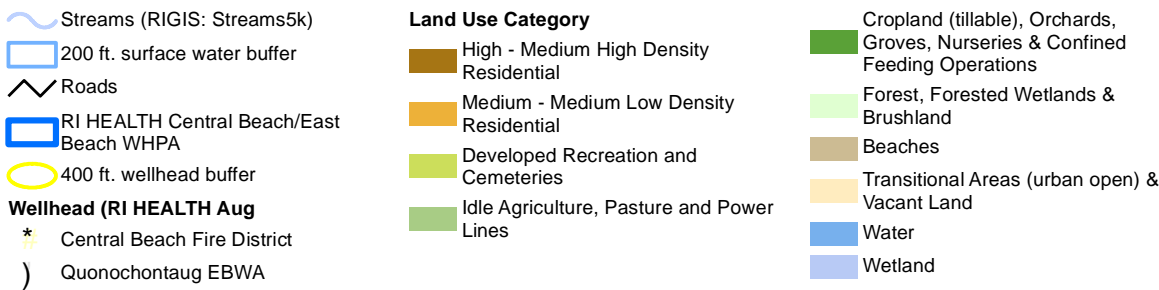 Streams (RIGIS: Streams5k)
200 ft. surface water buffer
Roads
RI HEALTH Central Beach/East
Beach WHPA
400 ft. wellhead buffer
Wellhead (RI HEALTH Aug
* Central Beach Fire District
) Quonochontaug EBWA
Land Use Category
High - Medium High Density
Residential
Medium - Medium Low Density
Residential
Developed Recreation and
Cemeteries
Idle Agriculture, Pasture and Power
Lines
Cropland (tillable), Orchards,
Groves, Nurseries & Confined
Feeding Operations
Forest, Forested Wetlands &
Brushland
Beaches
Transitional Areas (urban open) &
Vacant Land
Water
Wetland